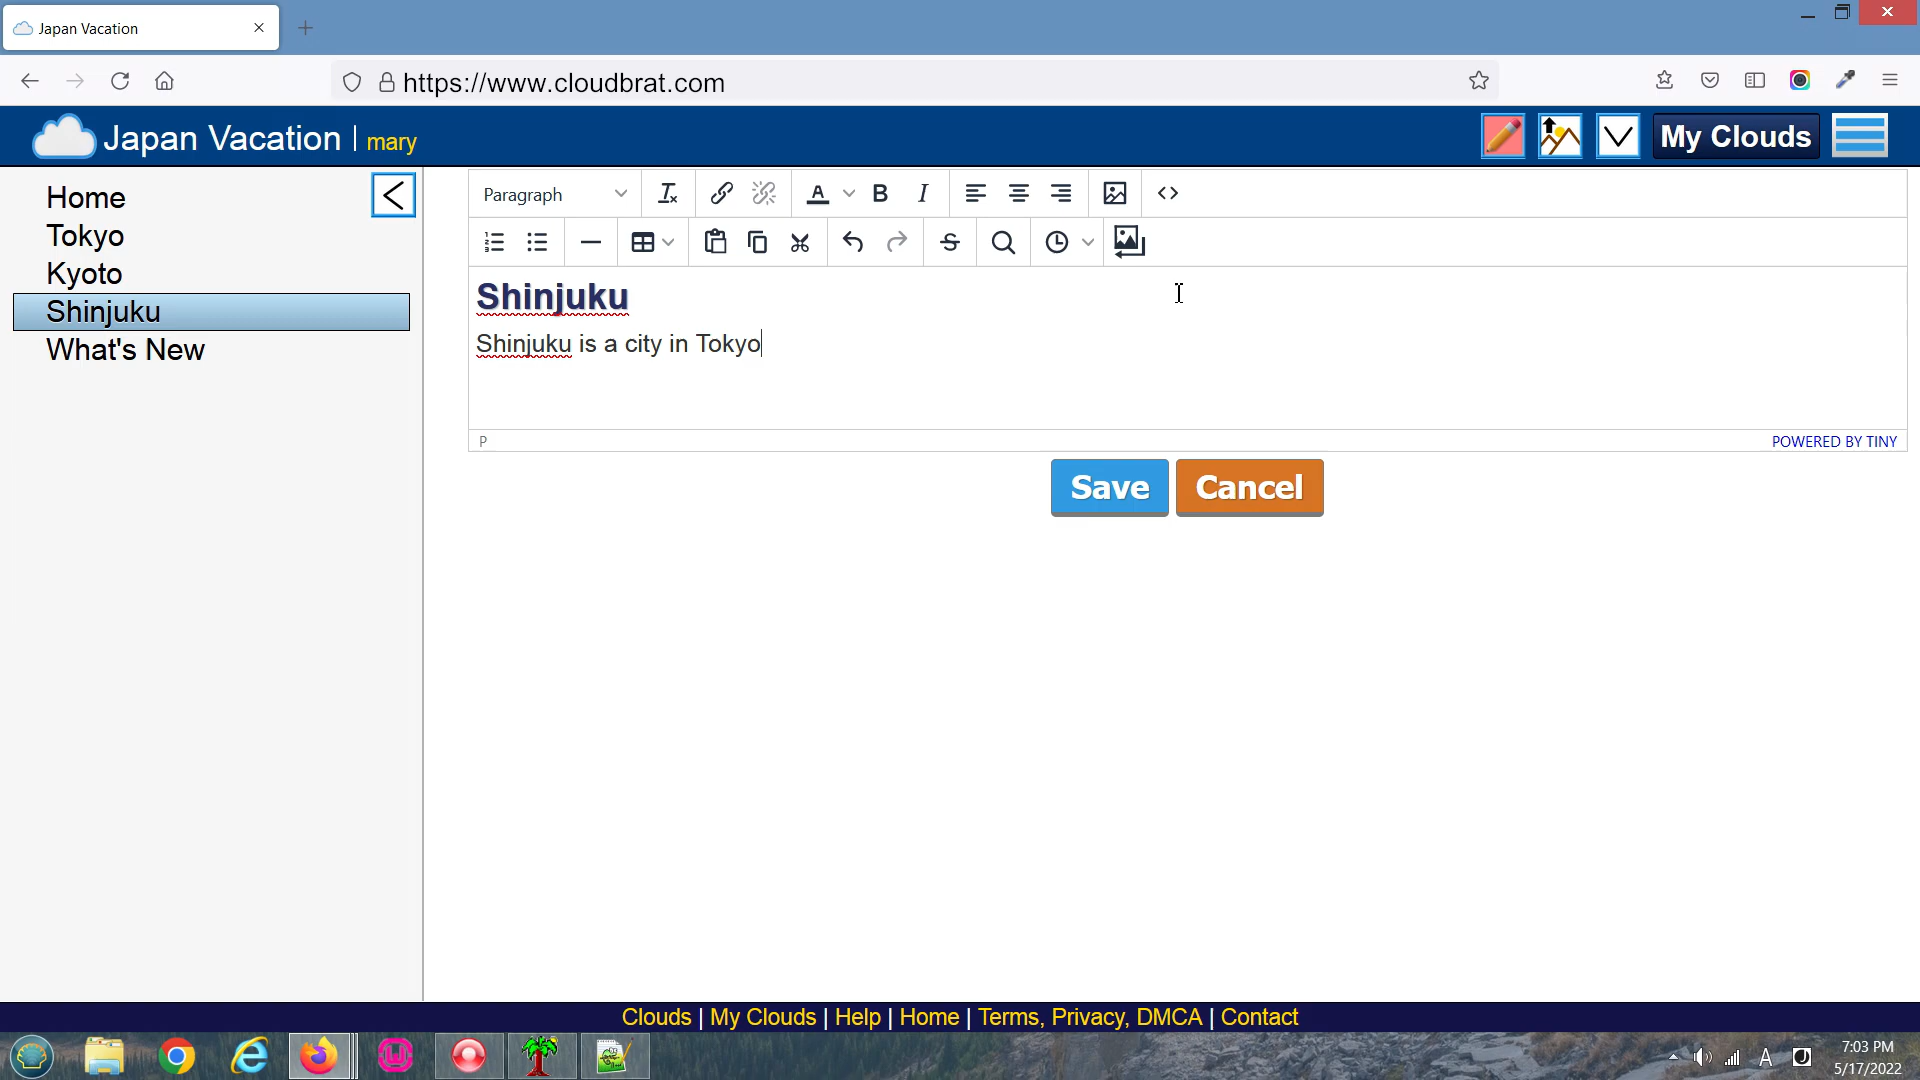 Japan Vacation
https://www.cloudbrat.com
Japan Vacation | mary
My Clouds
Home
Tokyo
Kyoto
Shinjuku
What's New
Paragraph
Shinjuku
Shinjuku is a city in Tokyo
P
POWERED BY TINY
Save
Cancel
Clouds | My Clouds | Help | Home | Terms, Privacy, DMCA | Contact
A
7:03 PM
5/17/2022